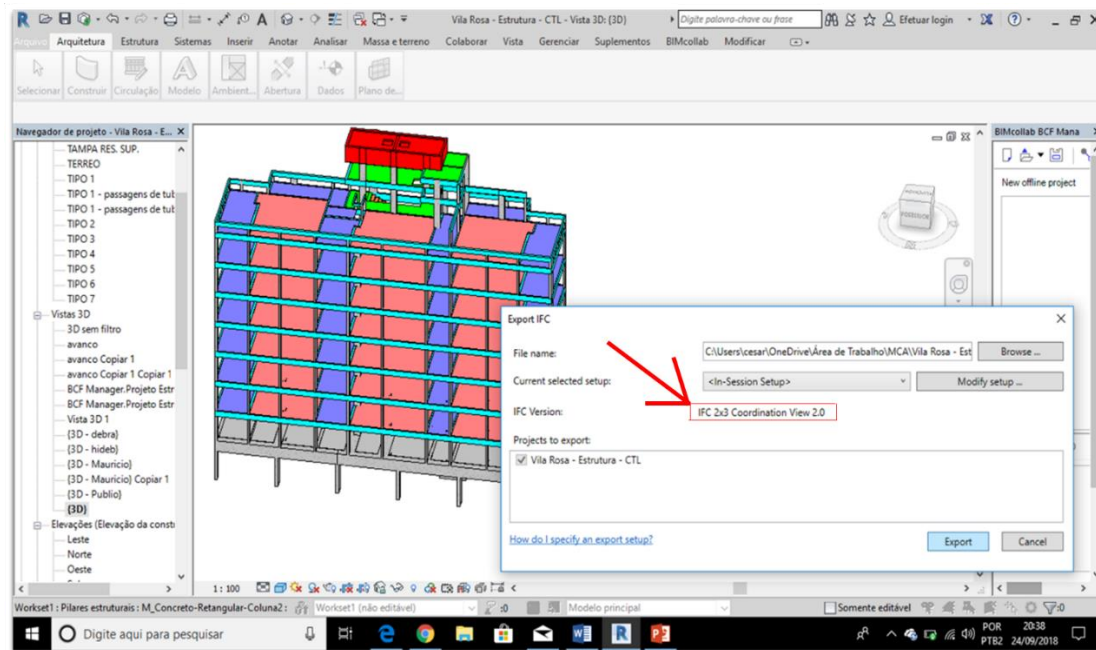 Vila Rosa - Estrutura - CTL - Vista 3D: {3D}
Digite palavra-chave ou frase
Efetuar login
Arquivo Arquitetura Estrutura Sistemas Inserir Anotar Analisar Massa e terreno Colaborar Vista Gerenciar Suplementos BIMcollab Modificar
Selecionar Construir Circulação Modelo Ambient... Abertura Dados Plano de...
Navegador de projeto - Vila Rosa - E...
TAMPA RES. SUP.
TERREO
TIPO 1
TIPO 1 - passagens de tub
TIPO 1 - passagens de tub
TIPO 2
TIPO 3
TIPO 4
TIPO 5
TIPO 6
TIPO 7
Vistas 3D
3D sem filtro
avanco
avanco Copiar 1
avanco Copiar 1 Copiar 1
BCF Manager.Projeto Estr
BCF Manager.Projeto Estr
Vista 3D 1
{3D - debra}
{3D - hideb}
{3D - Mauricio}
{3D - Mauricio} Copiar 1
{3D - Publio}
{3D}
Elevações (Elevação da constr
Leste
Norte
Oeste
BIMcollab BCF Mana
New offline project
Export IFC
File name:
C:\Users\cesar\OneDrive\Área de Trabalho\MCA\Vila Rosa - Est
Browse ...
Current selected setup:
<In-Session Setup>
Modify setup ...
IFC Version:
IFC 2x3 Coordination View 2.0
Projects to export:
Vila Rosa - Estrutura - CTL
How do I specify an export setup?
Export
Cancel
1 : 100
Workset1 : Pilares estruturais : M_Concreto-Retangular-Coluna2 :
Workset1 (não editável)
:0
Modelo principal
Somente editável
:0
Digite aqui para pesquisar
POR
PTB2
20:38
24/09/2018